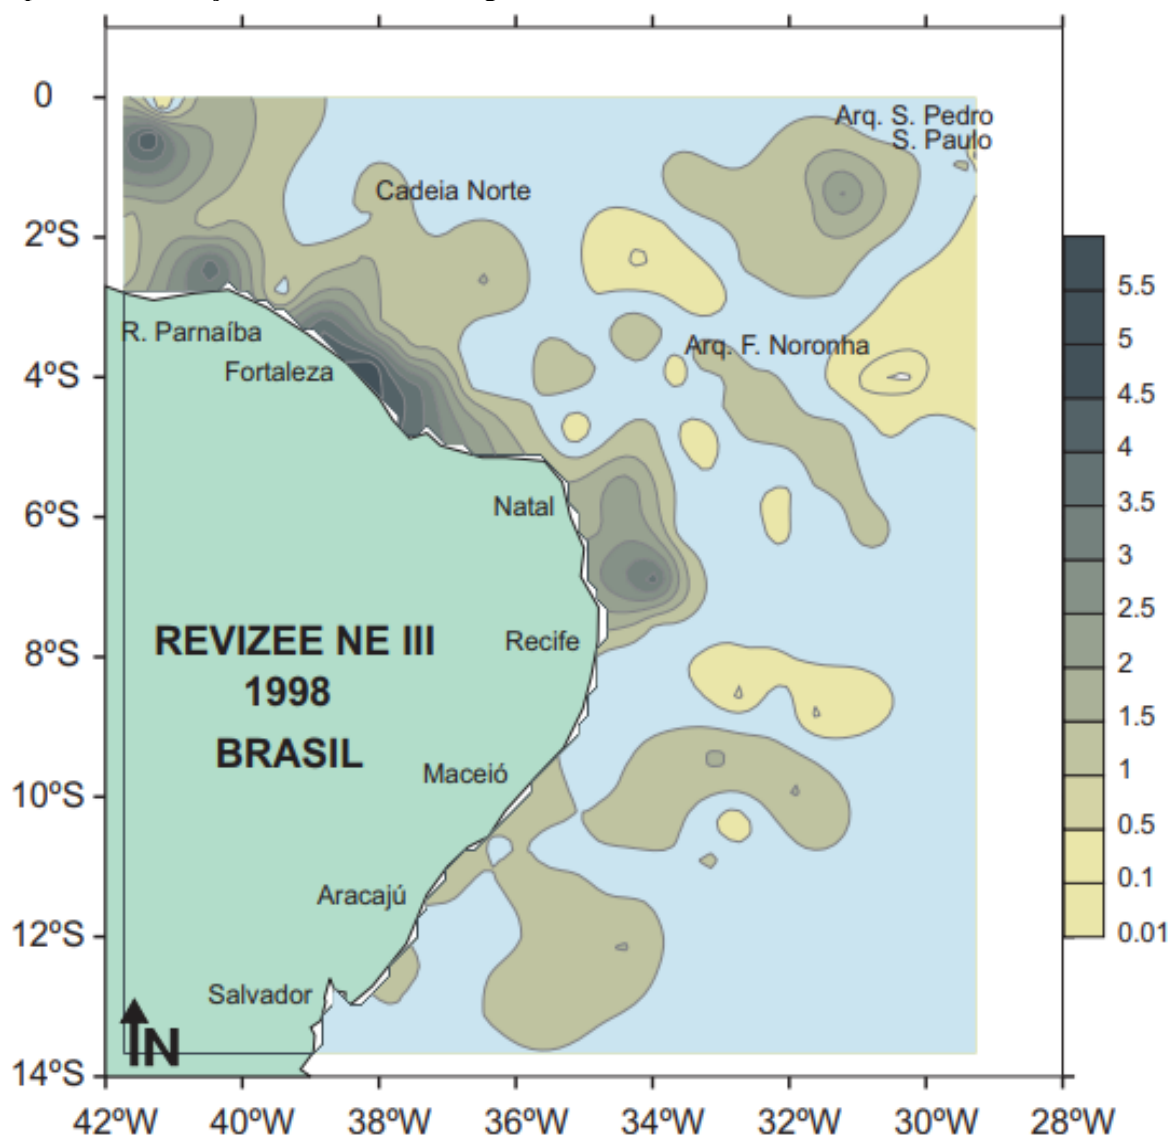 0
2ºS
4ºS
6ºS
8ºS
10ºS
12ºS
14ºS
42ºW 40ºW 38ºW 36ºW 34ºW 32ºW 30ºW 28ºW
Arq. S. Pedro
S. Paulo
Cadeia Norte
R. Parnaíba
Fortaleza
Arq. F. Noronha
Natal
Recife
REVIZEE NE III
1998
BRASIL
Maceió
Aracajú
Salvador
N
5.5
5
4.5
4
3.5
3
2.5
2
1.5
1
0.5
0.1
0.01